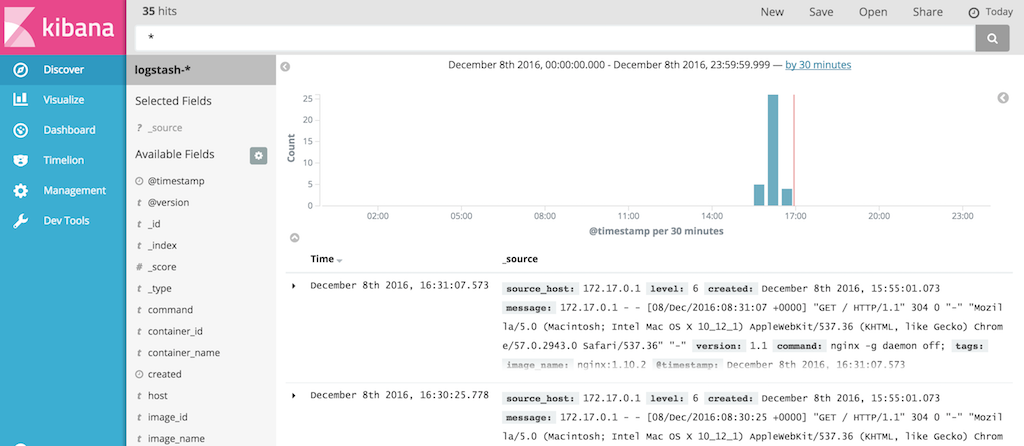 kibana
Discover
Visualize
Dashboard
Timelion
Management
Dev Tools
35 hits
New Save Open Share Today
*
logstash-*
Selected Fields
? _source
Available Fields
@timestamp
t @version
t _id
t _index
# _score
t _type
t command
t container_id
t container_name
created
t host
t image_id
t image_name
December 8th 2016, 00:00:00.000 - December 8th 2016, 23:59:59.999 — by 30 minutes
Count
25
20
15
10
5
0
02:00 05:00 08:00 11:00 14:00 17:00 20:00 23:00
@timestamp per 30 minutes
Time _source
December 8th 2016, 16:31:07.573 source_host: 172.17.0.1 level: 6 created: December 8th 2016, 15:55:01.073
message: 172.17.0.1 - - [08/Dec/2016:08:31:07 +0000] "GET / HTTP/1.1" 304 0 "-" "Mozil
la/5.0 (Macintosh; Intel Mac OS X 10_12_1) AppleWebKit/537.36 (KHTML, like Gecko) Chrom
e/57.0.2943.0 Safari/537.36" "-" version: 1.1 command: nginx -g daemon off; tags:
image_name: nginx:1.10.2 @timestamp: December 8th 2016, 16:31:07.573
December 8th 2016, 16:30:25.778 source_host: 172.17.0.1 level: 6 created: December 8th 2016, 15:55:01.073
message: 172.17.0.1 - - [08/Dec/2016:08:30:25 +0000] "GET / HTTP/1.1" 304 0 "-" "Mozil
la/5.0 (Macintosh; Intel Mac OS X 10_12_1) AppleWebKit/537.36 (KHTML, like Gecko) Chrom